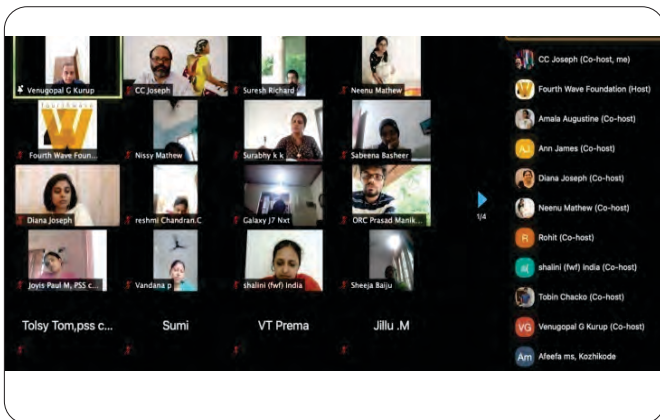 Venugopal G Kurup
CC Joseph
Suresh Richard
Neenu Mathew
Fourth Wave Foun...
Nissy Mathew
Surabhy k k
Sabeena Basheer
Diana Joseph
reshmi Chandran.C
Galaxy J7 Nxt
ORC Prasad Manik...
Joyis Paul M, PSS c...
Vandana p
shalini (fwf) India
Sheeja Baiju
Tolsy Tom,pss c...
Sumi
VT Prema
Jillu .M
1/4
CC Joseph (Co-host, me)
Fourth Wave Foundation (Host)
Amala Augustine (Co-host)
AJ
Ann James (Co-host)
Diana Joseph (Co-host)
Neenu Mathew (Co-host)
R
Rohit (Co-host)
shalini (fwf) India (Co-host)
Tobin Chacko (Co-host)
VG
Venugopal G Kurup (Co-host)
Am
Afeefa ms, Kozhikode